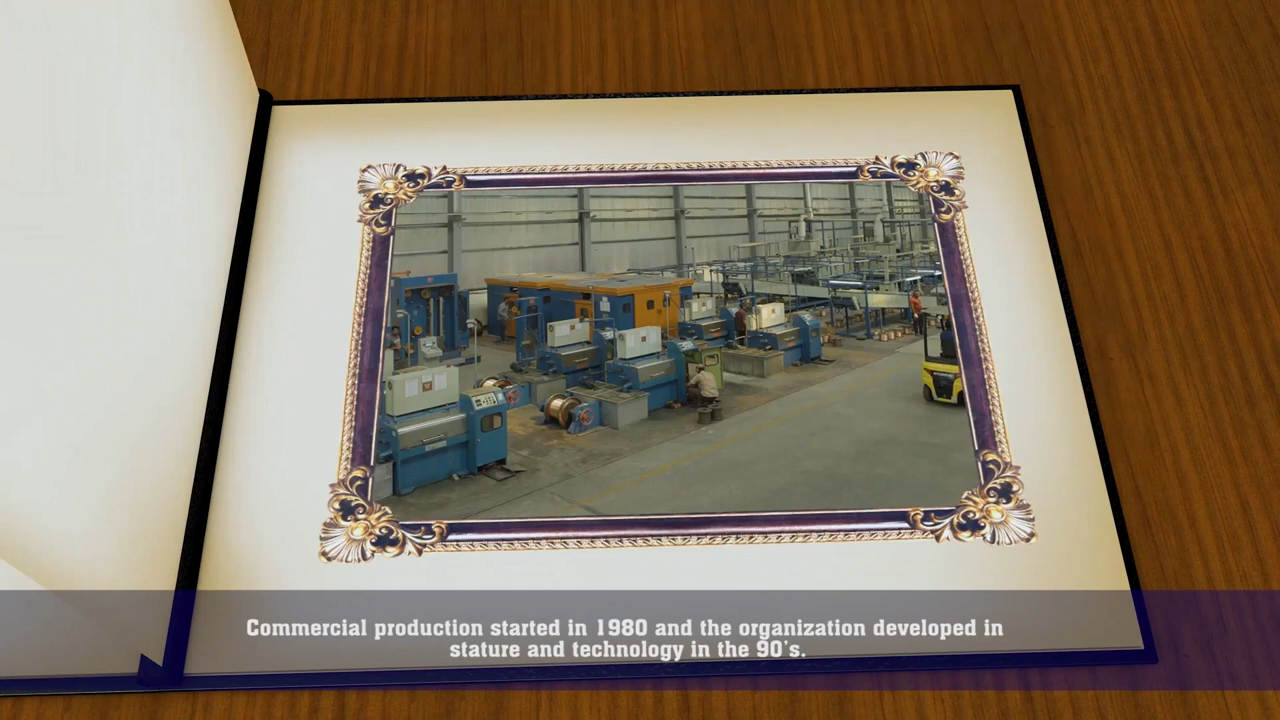 Commercial production started in 1980 and the organization developed in
stature and technology in the 90's.